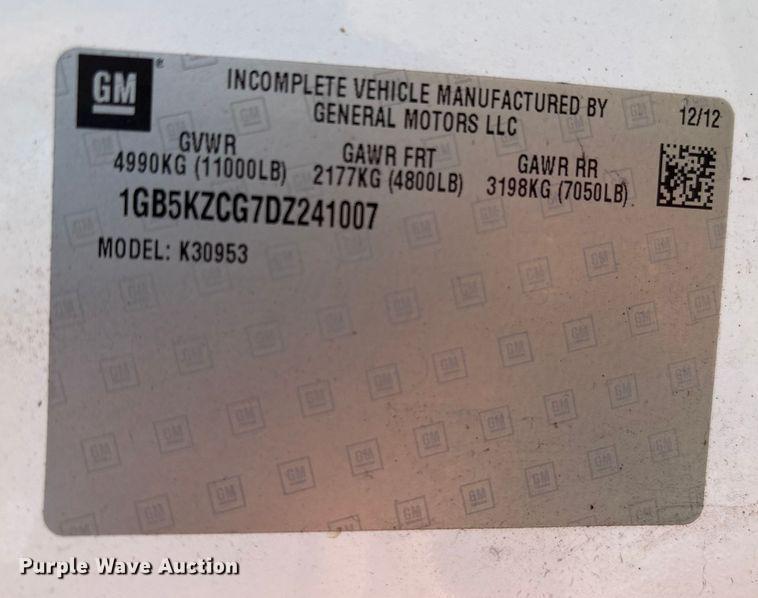 GM®
INCOMPLETE VEHICLE MANUFACTURED BY
GENERAL MOTORS LLC
12/12
GVWR
4990KG (11000LB)
GAWR FRT
2177KG (4800LB)
GAWR RR
3198KG (7050LB)
1GB5KZCG7DZ241007
MODEL: K30953
Purple Wave Auction